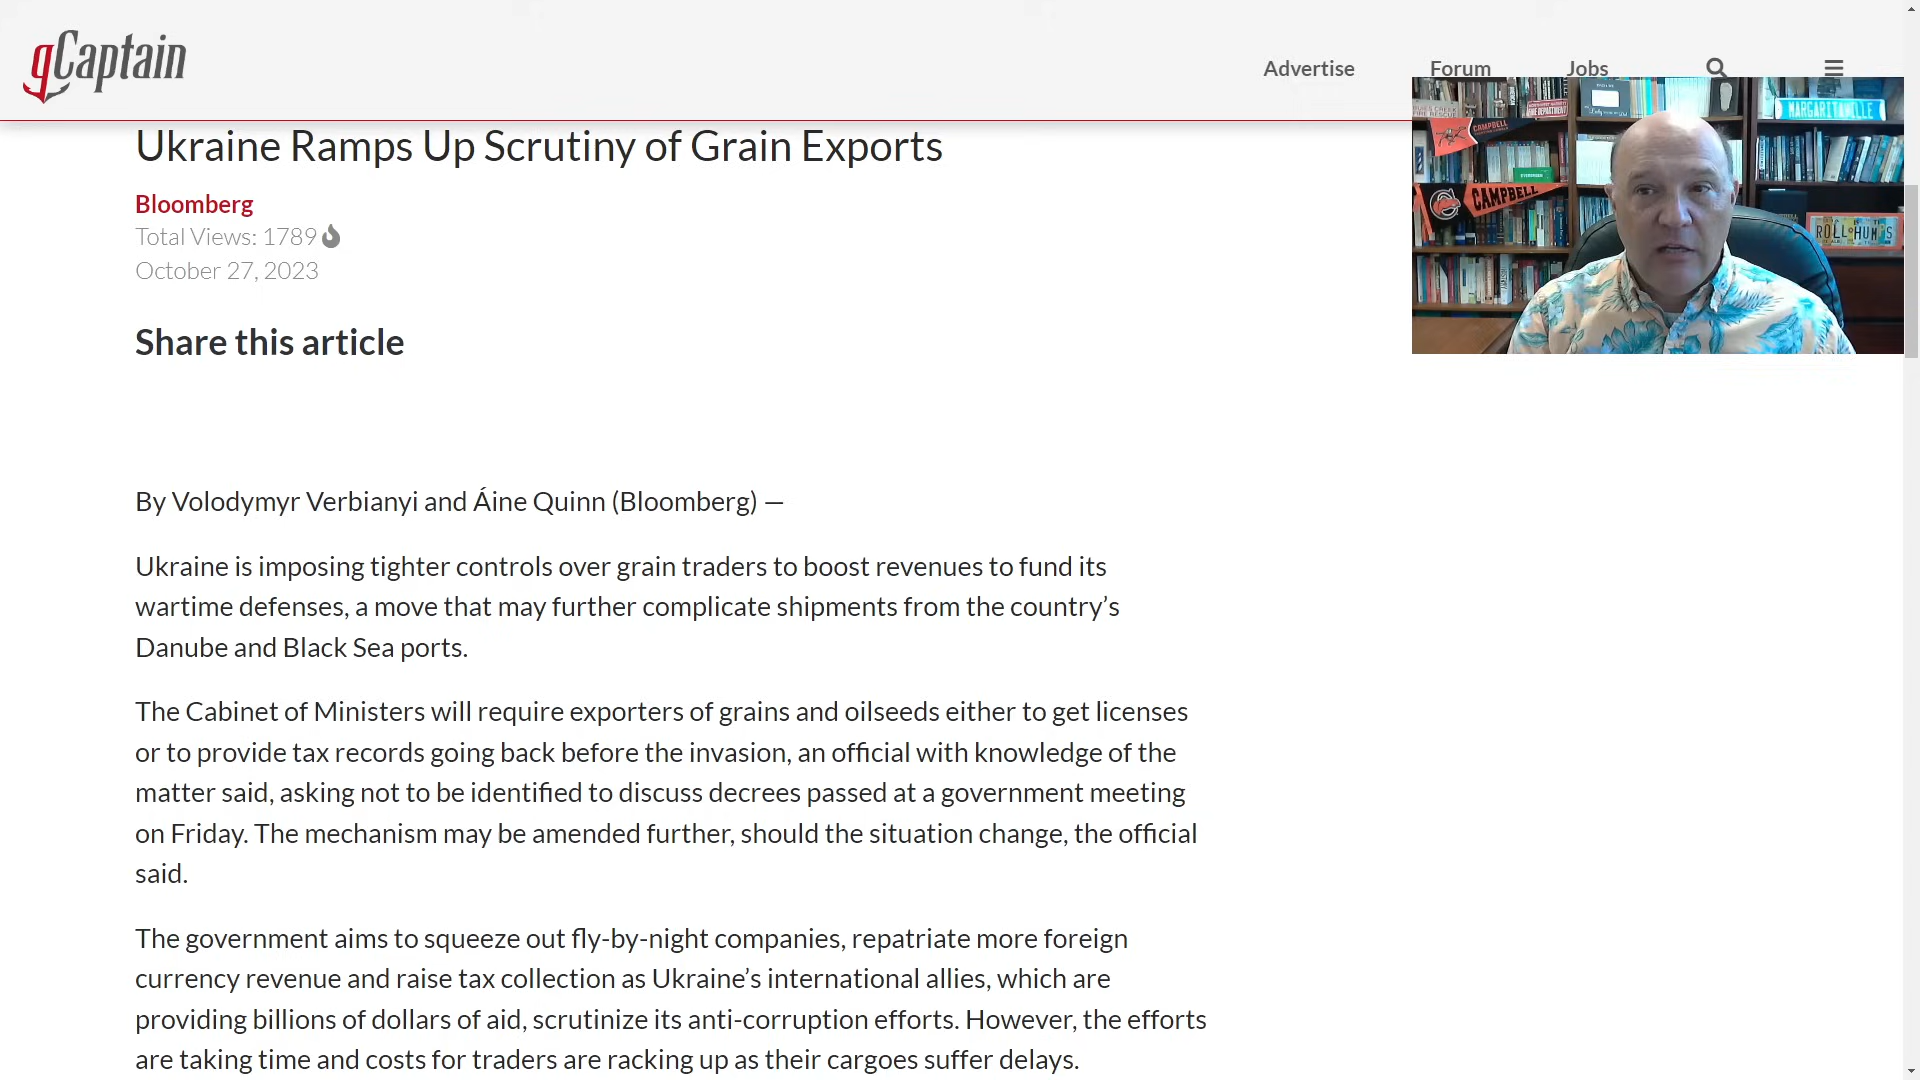 gCaptain
Advertise
Forum
Jobs
Ukraine Ramps Up Scrutiny of Grain Exports
Bloomberg
Total Views: 1789
October 27, 2023
Share this article
By Volodymyr Verbianyi and Áine Quinn (Bloomberg) —
Ukraine is imposing tighter controls over grain traders to boost revenues to fund its
wartime defenses, a move that may further complicate shipments from the country’s
Danube and Black Sea ports.
The Cabinet of Ministers will require exporters of grains and oilseeds either to get licenses
or to provide tax records going back before the invasion, an official with knowledge of the
matter said, asking not to be identified to discuss decrees passed at a government meeting
on Friday. The mechanism may be amended further, should the situation change, the official
said.
The government aims to squeeze out fly-by-night companies, repatriate more foreign
currency revenue and raise tax collection as Ukraine’s international allies, which are
providing billions of dollars of aid, scrutinize its anti-corruption efforts. However, the efforts
are taking time and costs for traders are racking up as their cargoes suffer delays.
MARGARITAVILLE
CAMPBELL
CAMPBELL
ROLL HUMS